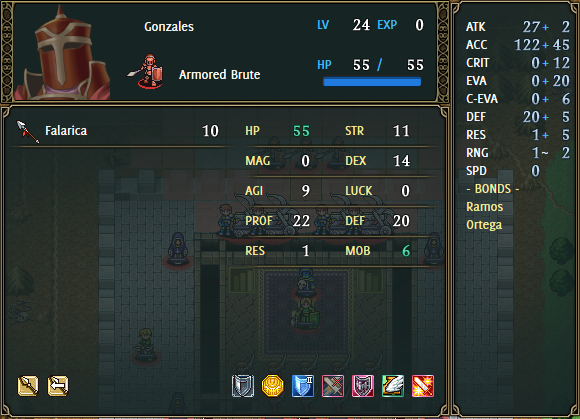 Gonzales
LV 24 EXP 0
Armored Brute
HP 55 / 55
Falarica 10
HP 55 STR 11
MAG 0 DEX 14
AGI 9 LUCK 0
PROF 22 DEF 20
RES 1 MOB 6
ATK 27+ 2
ACC 122+ 45
CRIT 0+ 12
EVA 0+ 20
C-EVA 0+ 0
DEF 20+ 5
RES 1+ 5
RNG 1~ 2
SPD 0
- BONDS -
Ramos
Ortega